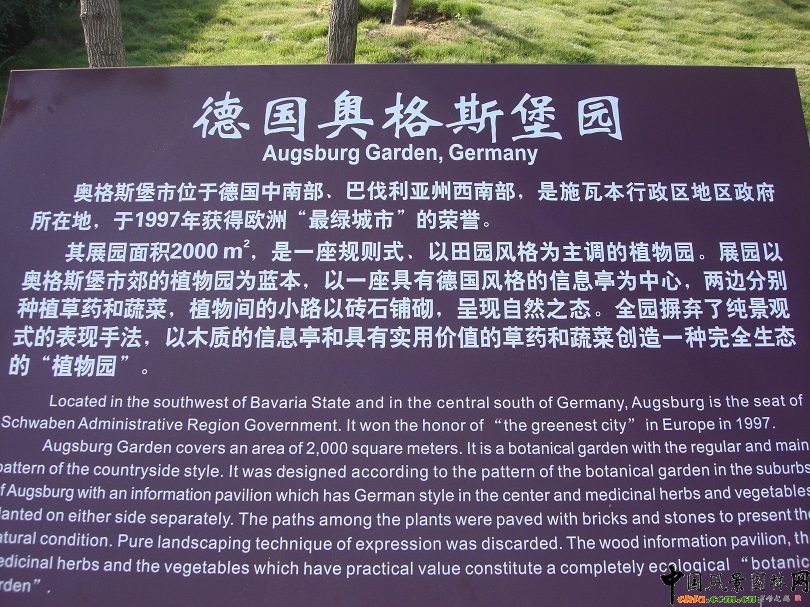 德国奥格斯堡园
Augsburg Garden, Germany
奥格斯堡市位于德国中南部、巴伐利亚州西南部，是施瓦本行政区地区政府
所在地，于1997年获得欧洲“最绿城市”的荣誉。
其展园面积2000 m²，是一座规则式、以田园风格为主调的植物园。展园以
奥格斯堡市郊的植物园为蓝本，以一座具有德国风格的信息亭为中心，两边分别
种植草药和蔬菜，植物间的小路以砖石铺砌，呈现自然之态。全园摒弃了纯景观
式的表现手法，以木质的信息亭和具有实用价值的草药和蔬菜创造一种完全生态
的“植物园”。
Located in the southwest of Bavaria State and in the central south of Germany, Augsburg is the seat of
Schwaben Administrative Region Government. It won the honor of “the greenest city” in Europe in 1997.
Augsburg Garden covers an area of 2,000 square meters. It is a botanical garden with the regular and main
pattern of the countryside style. It was designed according to the pattern of the botanical garden in the suburbs
of Augsburg with an information pavilion which has German style in the center and medicinal herbs and vegetables
lanted on either side separately. The paths among the plants were paved with bricks and stones to present the
atural condition. Pure landscaping technique of expression was discarded. The wood information pavilion, th
edicinal herbs and the vegetables which have practical value constitute a completely ecological “botanic
rden”.
中国风景园林网